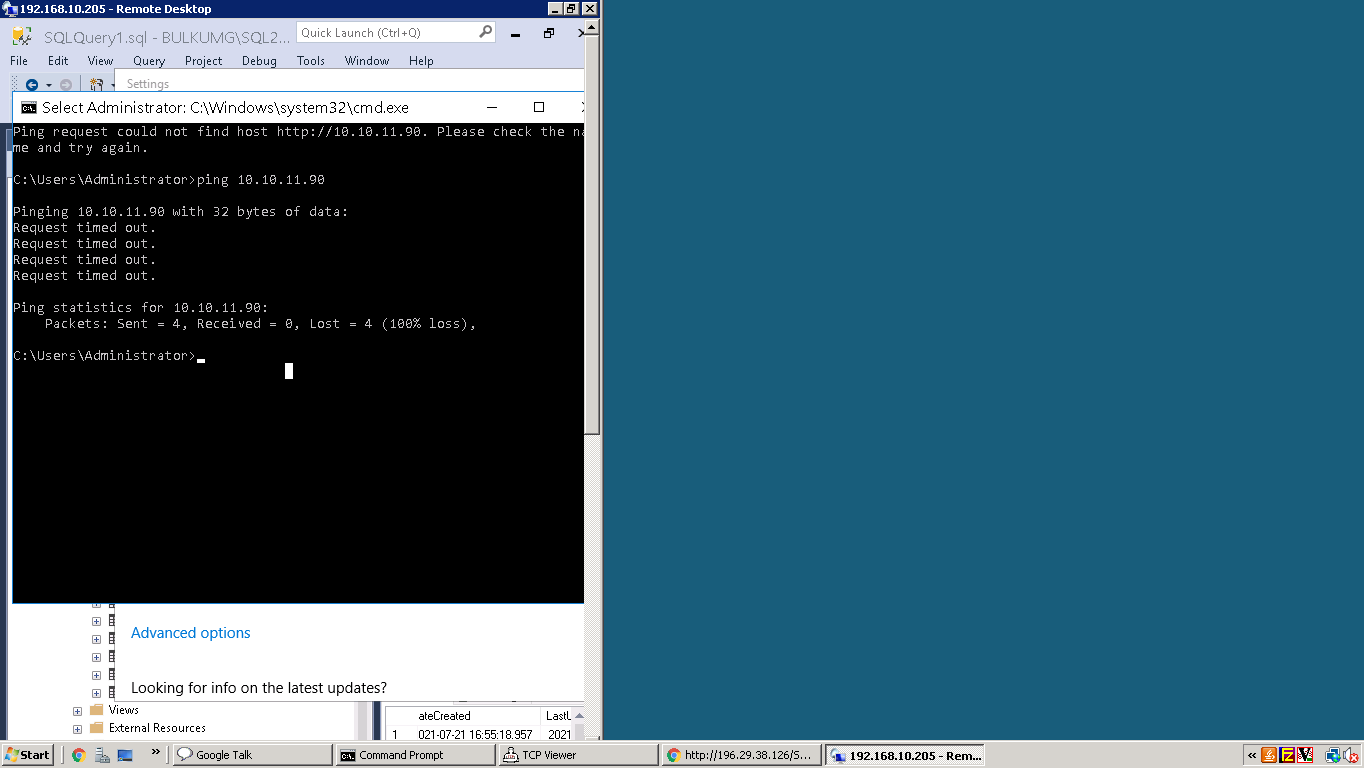 192.168.10.205 - Remote Desktop
SQLQuery1.sql - BULKUMG\SQL2...
Quick Launch (Ctrl+Q)
File Edit View Query Project Debug Tools Window Help
Settings
Select Administrator: C:\Windows\system32\cmd.exe
Ping request could not find host http://10.10.11.90. Please check the na
me and try again.
C:\Users\Administrator>ping 10.10.11.90
Pinging 10.10.11.90 with 32 bytes of data:
Request timed out.
Request timed out.
Request timed out.
Request timed out.
Ping statistics for 10.10.11.90:
Packets: Sent = 4, Received = 0, Lost = 4 (100% loss),
C:\Users\Administrator>
Advanced options
Looking for info on the latest updates?
Views
External Resources
ateCreated LastU
1 021-07-21 16:55:18.957 2021
Start » Google Talk Command Prompt TCP Viewer http://196.29.38.126/S... 192.168.10.205 - Rem... «